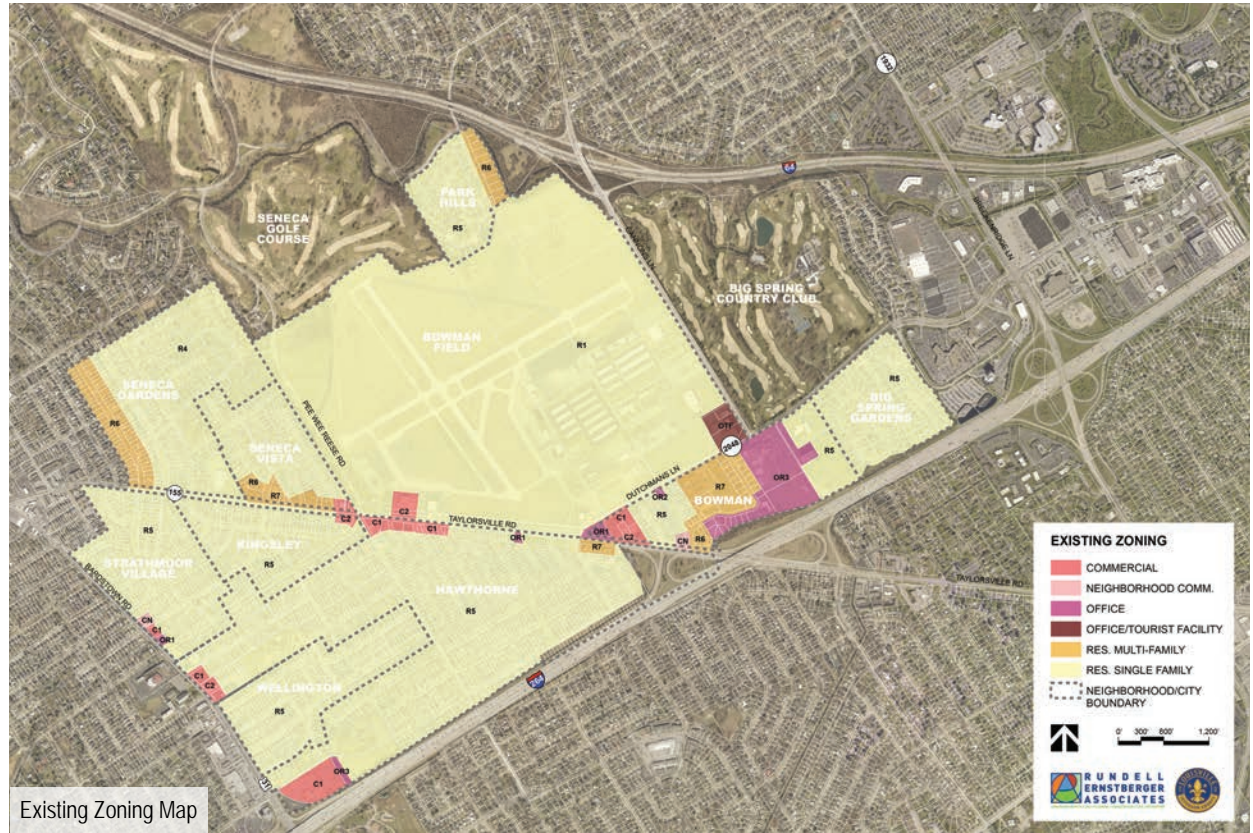 1932
64
R6
PARK
HILLS
R5
SENECA
GOLF
COURSE
BIG SPRING
COUNTRY CLUB
BOWMAN
FIELD
R1
R4
SENECA
GARDENS
R6
PEE WEE REESE RD
SENECA
VISTA
R5
BIG
SPRING
GARDENS
OTF
2048
R5
OR3
DUTCHMANS LN
R7
BOWMAN
OR2
R5
155
R6
R7
C2
C2
C1
C1
TAYLORSVILLE RD
OR1
OR1
C1
C2
CN
R6
R7
R5
KINGSLEY
R5
STRATHMOOR
VILLAGE
BARDSTOWN RD
HAWTHORNE
R5
TAYLORSVILLE RD
CN
C1
OR1
C1
C2
WELLINGTON
R5
264
31E
C1
OR3
EXISTING ZONING
COMMERCIAL
NEIGHBORHOOD COMM.
OFFICE
OFFICE/TOURIST FACILITY
RES. MULTI-FAMILY
RES. SINGLE FAMILY
NEIGHBORHOOD/CITY
BOUNDARY
0' 300' 600' 1,200'
RUNDELL
ERNSTBERGER
ASSOCIATES
Existing Zoning Map